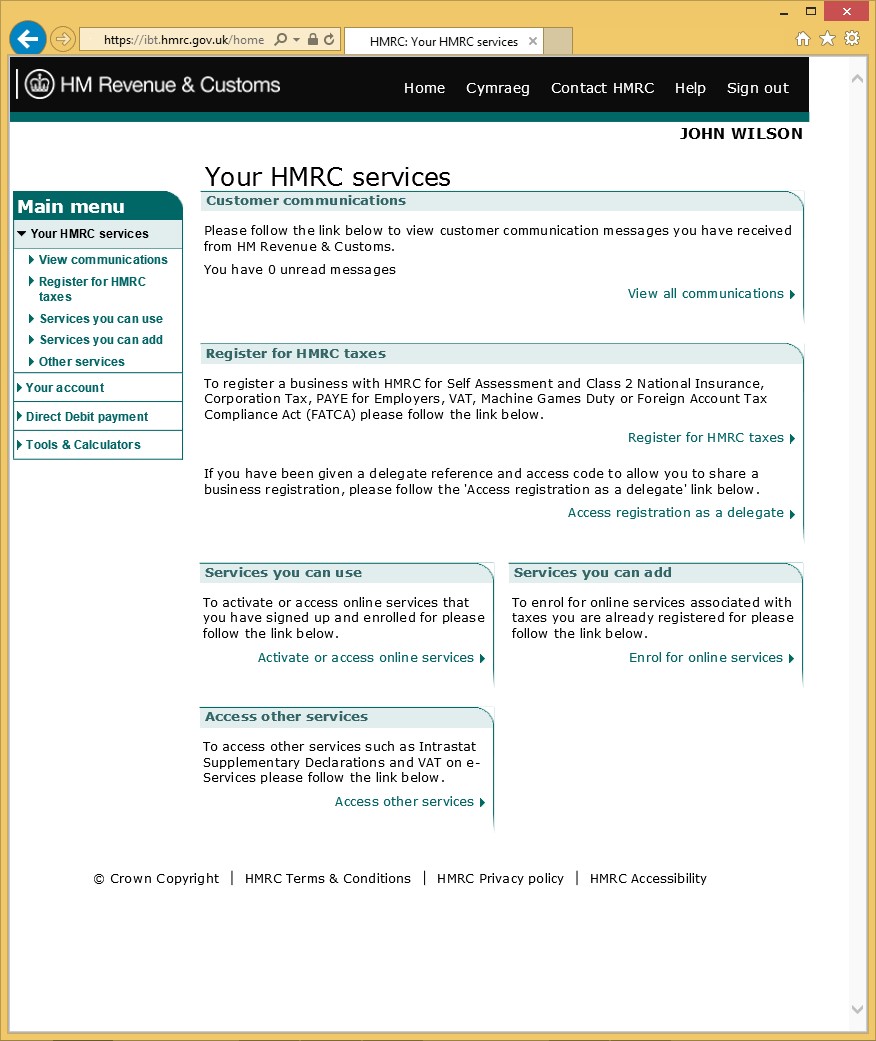 https://ibt.hmrc.gov.uk/home
HMRC: Your HMRC services
HM Revenue & Customs
Home Cymraeg Contact HMRC Help Sign out
JOHN WILSON
Your HMRC services
Main menu
Your HMRC services
View communications
Register for HMRC
taxes
Services you can use
Services you can add
Other services
Your account
Direct Debit payment
Tools & Calculators
Customer communications
Please follow the link below to view customer communication messages you have received
from HM Revenue & Customs.
You have 0 unread messages
View all communications
Register for HMRC taxes
To register a business with HMRC for Self Assessment and Class 2 National Insurance,
Corporation Tax, PAYE for Employers, VAT, Machine Games Duty or Foreign Account Tax
Compliance Act (FATCA) please follow the link below.
Register for HMRC taxes
If you have been given a delegate reference and access code to allow you to share a
business registration, please follow the 'Access registration as a delegate' link below.
Access registration as a delegate
Services you can use
To activate or access online services that
you have signed up and enrolled for please
follow the link below.
Activate or access online services
Services you can add
To enrol for online services associated with
taxes you are already registered for please
follow the link below.
Enrol for online services
Access other services
To access other services such as Intrastat
Supplementary Declarations and VAT on e-
Services please follow the link below.
Access other services
© Crown Copyright | HMRC Terms & Conditions | HMRC Privacy policy | HMRC Accessibility